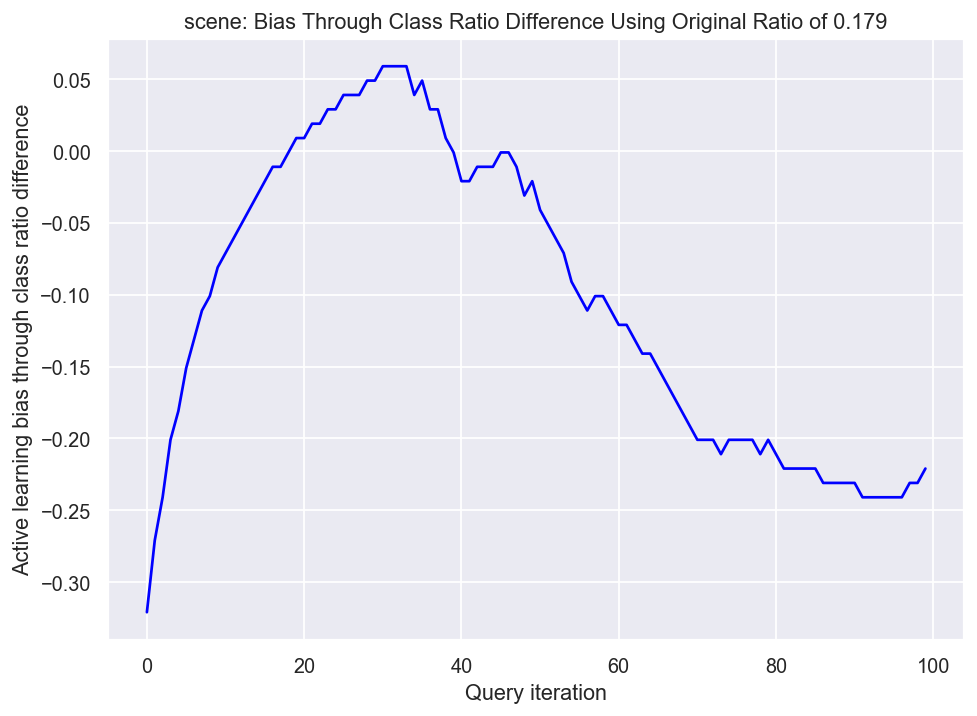 scene: Bias Through Class Ratio Difference Using Original Ratio of 0.179
Active learning bias through class ratio difference
0.05
0.00
−0.05
−0.10
−0.15
−0.20
−0.25
−0.30
0 20 40 60 80 100
Query iteration